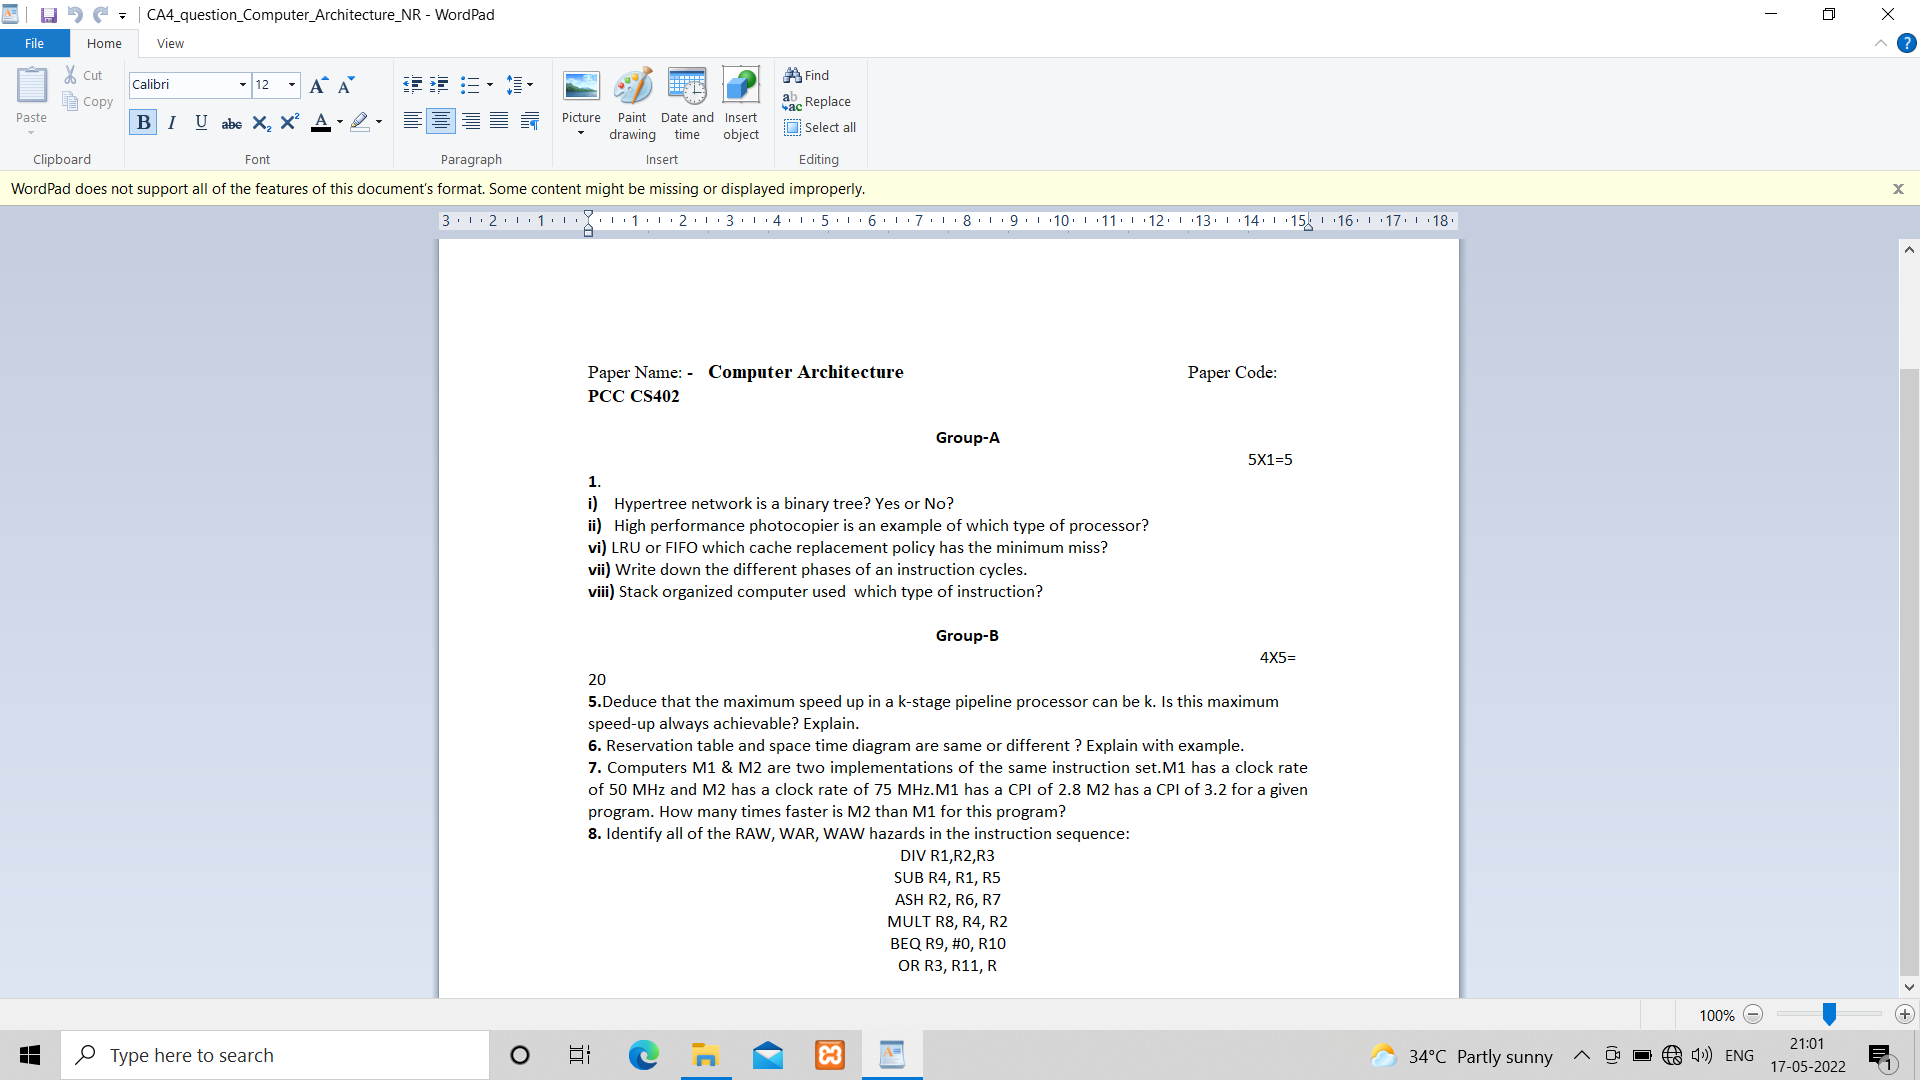 CA4_question_Computer_Architecture_NR - WordPad
File Home View
Paste
Cut
Copy
Clipboard
Calibri 12
B I U abc X2 X2 A
Font
Paragraph
Picture
Paint drawing
Date and time
Insert object
Insert
Find
Replace
Select all
Editing
WordPad does not support all of the features of this document's format. Some content might be missing or displayed improperly.
3 2 1 1 2 3 4 5 6 7 8 9 10 11 12 13 14 15 16 17 18
Paper Name: - Computer Architecture Paper Code:
PCC CS402
Group-A
5X1=5
1.
i) Hypertree network is a binary tree? Yes or No?
ii) High performance photocopier is an example of which type of processor?
vi) LRU or FIFO which cache replacement policy has the minimum miss?
vii) Write down the different phases of an instruction cycles.
viii) Stack organized computer used which type of instruction?
Group-B
4X5=
20
5.Deduce that the maximum speed up in a k-stage pipeline processor can be k. Is this maximum
speed-up always achievable? Explain.
6. Reservation table and space time diagram are same or different ? Explain with example.
7. Computers M1 & M2 are two implementations of the same instruction set.M1 has a clock rate
of 50 MHz and M2 has a clock rate of 75 MHz.M1 has a CPI of 2.8 M2 has a CPI of 3.2 for a given
program. How many times faster is M2 than M1 for this program?
8. Identify all of the RAW, WAR, WAW hazards in the instruction sequence:
DIV R1,R2,R3
SUB R4, R1, R5
ASH R2, R6, R7
MULT R8, R4, R2
BEQ R9, #0, R10
OR R3, R11, R
100%
Type here to search
34°C Partly sunny
ENG
21:01
17-05-2022
1